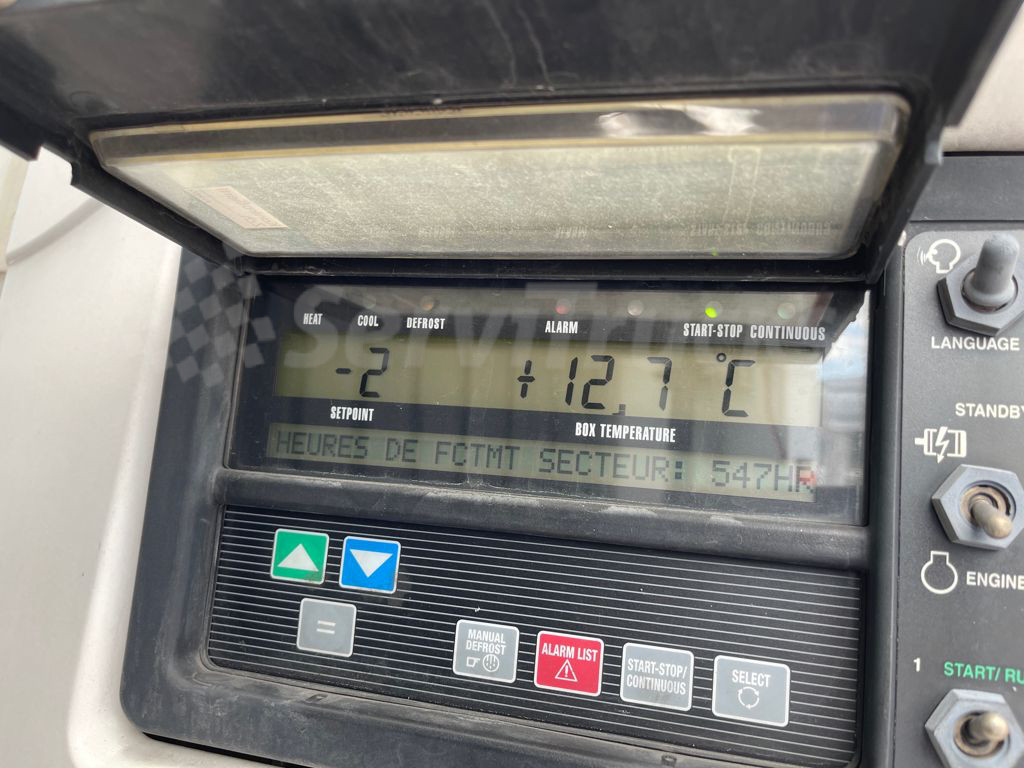 ServiTruck
HEAT COOL DEFROST ALARM START-STOP CONTINUOUS
-2 +12,7 °C
SETPOINT BOX TEMPERATURE
HEURES DE FCTMT SECTEUR: 547HR
=
MANUAL DEFROST
ALARM LIST
START-STOP/ CONTINUOUS
SELECT
LANGUAGE
STANDBY
ENGINE
1 START/RU